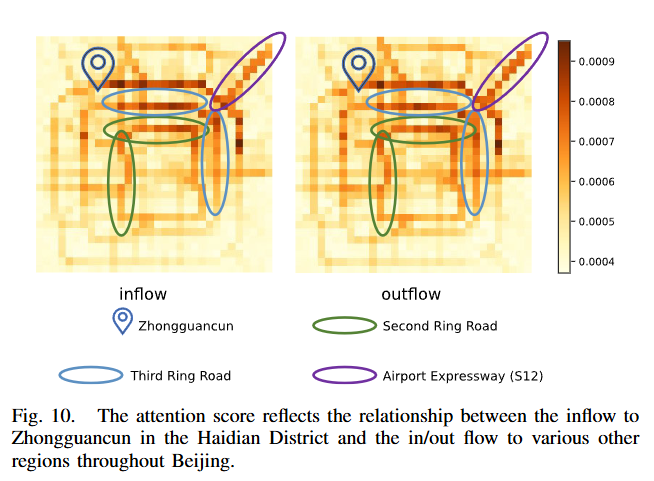 0.0009
0.0008
0.0007
0.0006
0.0005
0.0004
inflow
outflow
Zhongguancun
Second Ring Road
Third Ring Road
Airport Expressway (S12)
Fig. 10. The attention score reflects the relationship between the inflow to
Zhongguancun in the Haidian District and the in/out flow to various other
regions throughout Beijing.